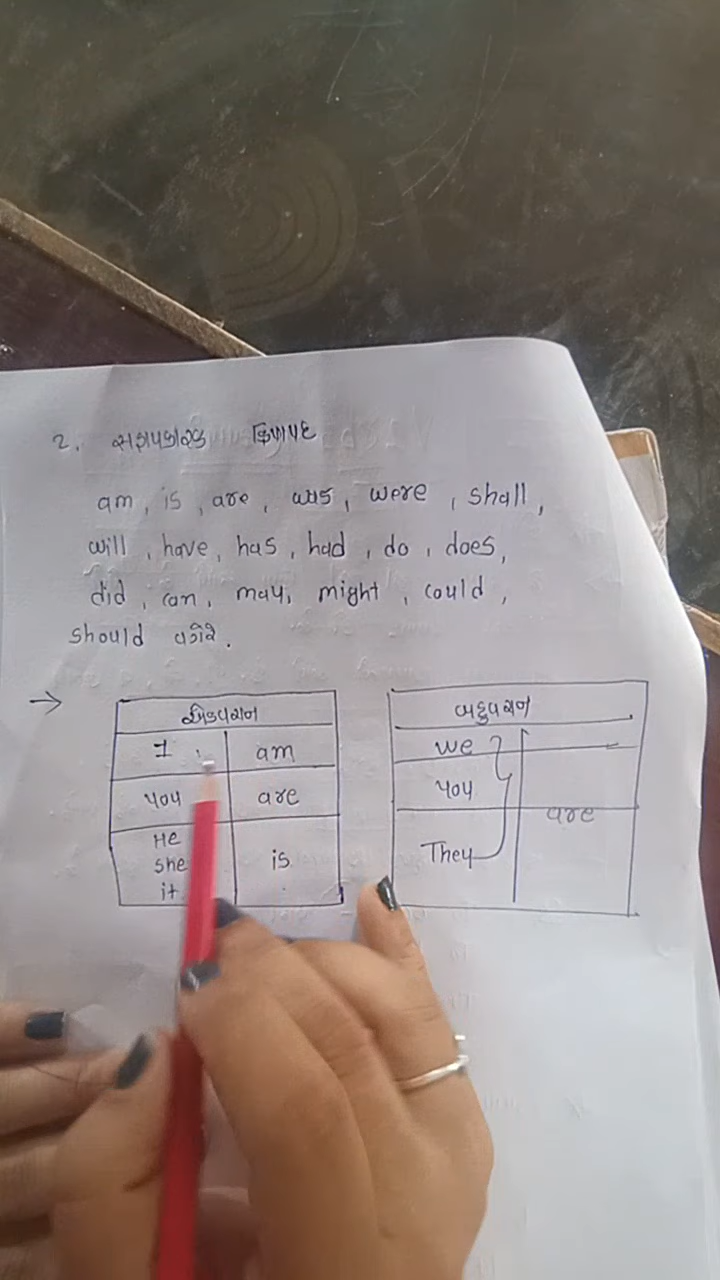 2. સહાયકારક ક્રિયાપદ
am, is, are, was, were, shall,
will, have, has, had, do, does,
did, can, may, might, could,
should વગેરે.
→
એકવચન
I am
you are
He
she is
it
બહુવચન
we
you
are
They